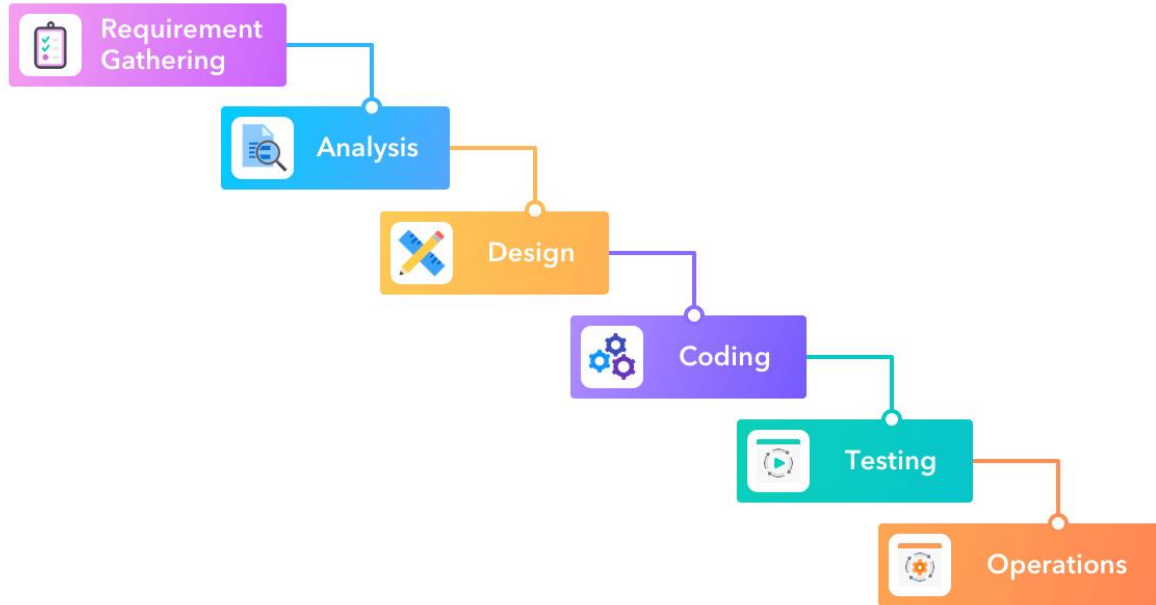 Requirement
Gathering
Analysis
Design
Coding
Testing
Operations